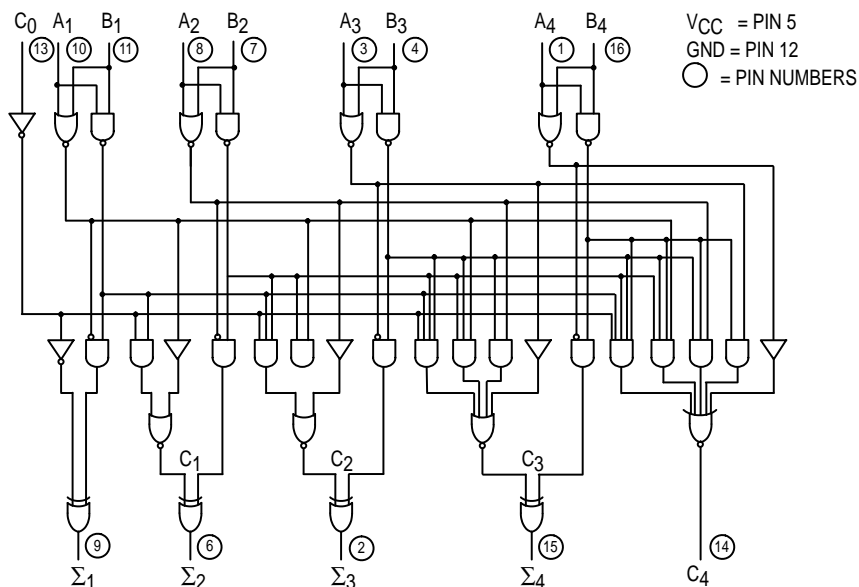 C0 A1 B1 A2 B2 A3 B3 A4 B4
13 10 11 8 7 3 4 1 16
VCC = PIN 5
GND = PIN 12
= PIN NUMBERS
C1 C2 C3
9 6 2 15 14
Σ1 Σ2 Σ3 Σ4 C4